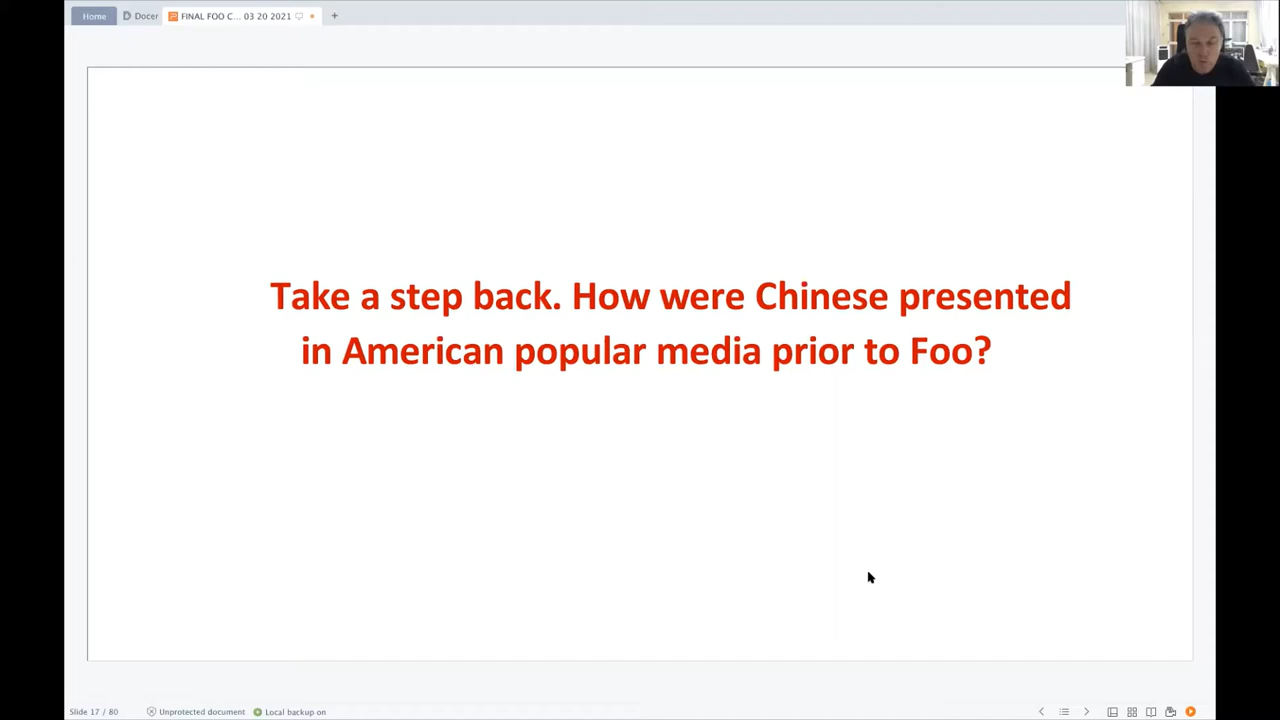 Home
Docer
FINAL FOO C... 03 20 2021
Take a step back. How were Chinese presented
in American popular media prior to Foo?
Slide 17 / 80
Unprotected document
Local backup on